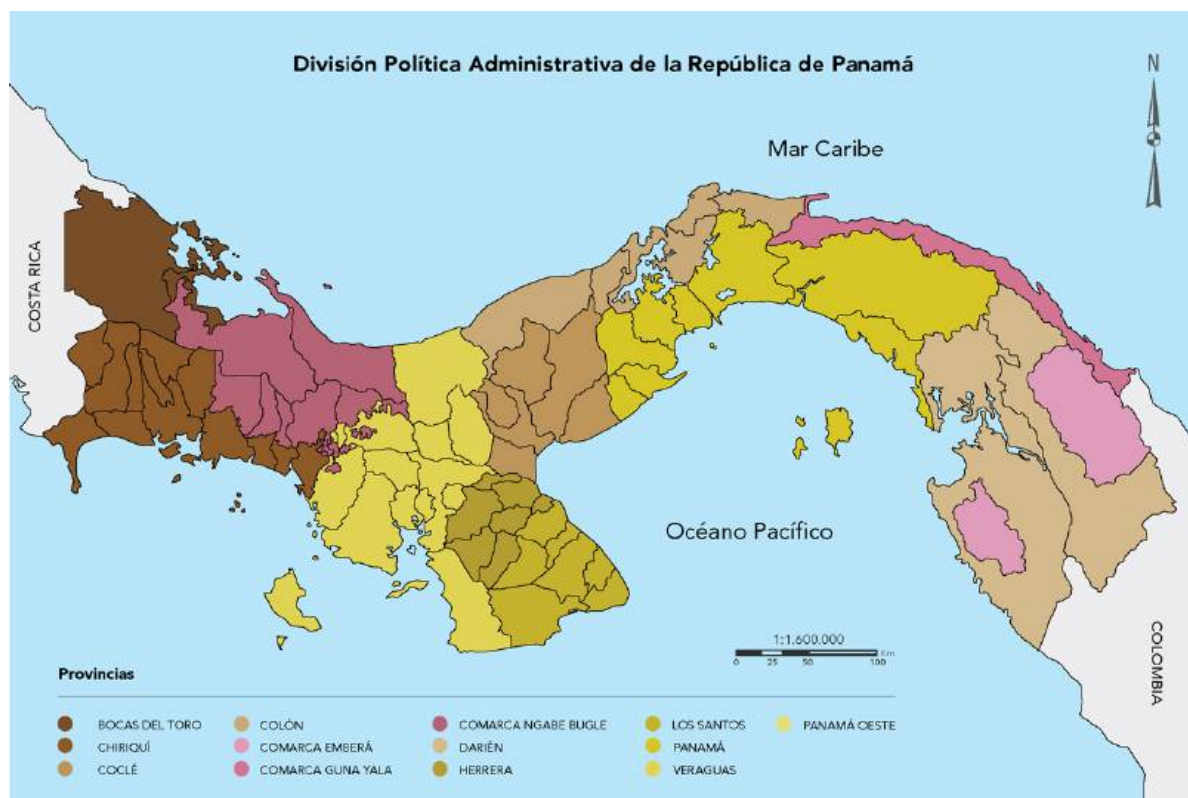 División Política Administrativa de la República de Panamá
N
Mar Caribe
COSTA RICA
Océano Pacífico
COLOMBIA
1:1.600.000
0 25 50 100 Km
Provincias
BOCAS DEL TORO
CHIRIQUÍ
COCLÉ
COLÓN
COMARCA EMBERÁ
COMARCA GUNA YALA
COMARCA NGABE BUGLE
DARIÉN
HERRERA
LOS SANTOS
PANAMÁ
VERAGUAS
PANAMÁ OESTE